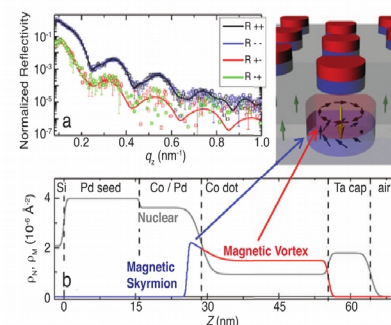 Normalized Reflectivity
10⁻¹
10⁻³
10⁻⁵
10⁻⁷
R ++
R - -
R +-
R -+
a
0.2 0.4 0.6 0.8 1.0
q_z (nm⁻¹)
Si Pd seed Co / Pd Co dot Ta cap air
ρ_N, ρ_M (10⁻⁶ Å⁻²)
4
2
0
Nuclear
Magnetic Vortex
Magnetic
Skyrmion
b
0 15 30 45 60
Z (nm)